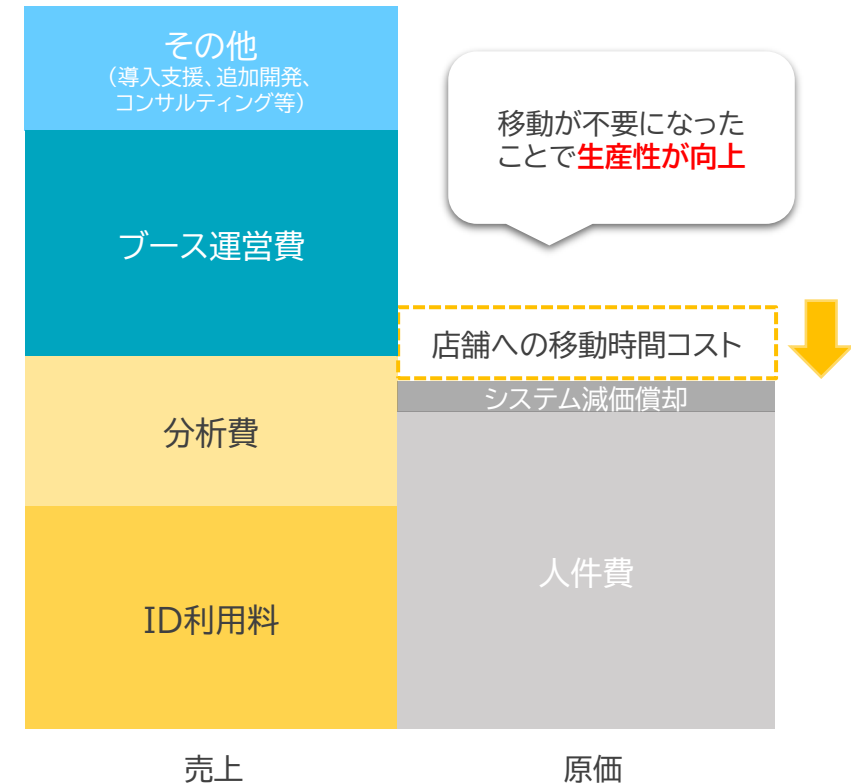 その他
（導入支援、追加開発、
コンサルティング等）
移動が不要になった
ことで生産性が向上
ブース運営費
店舗への移動時間コスト
システム減価償却
分析費
人件費
ID利用料
売上
原価